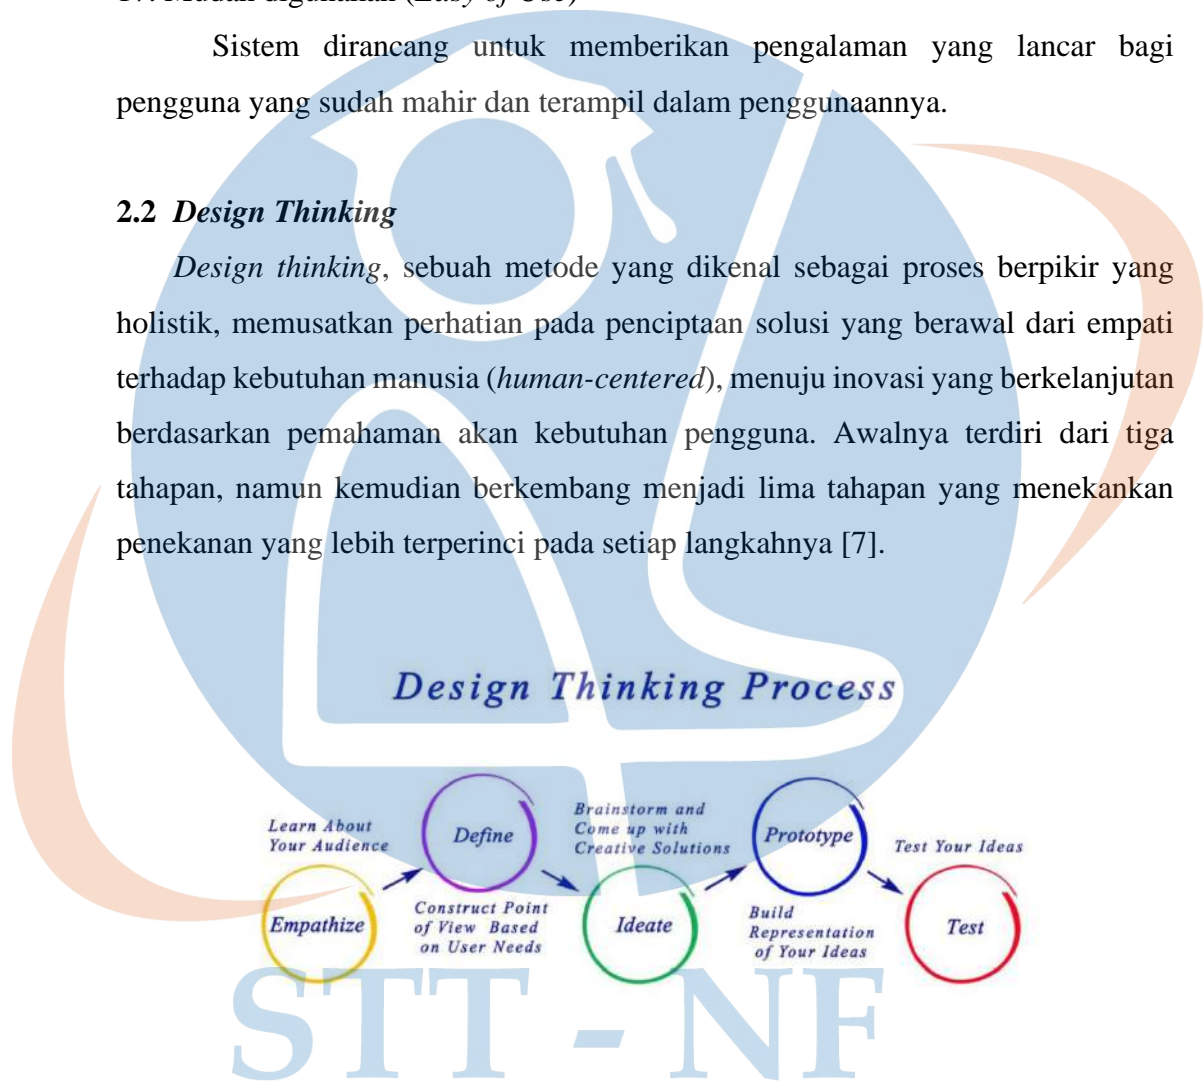 Sistem dirancang untuk memberikan pengalaman yang lancar bagi
pengguna yang sudah mahir dan terampil dalam penggunaannya.
2.2 Design Thinking
Design thinking, sebuah metode yang dikenal sebagai proses berpikir yang
holistik, memusatkan perhatian pada penciptaan solusi yang berawal dari empati
terhadap kebutuhan manusia (human-centered), menuju inovasi yang berkelanjutan
berdasarkan pemahaman akan kebutuhan pengguna. Awalnya terdiri dari tiga
tahapan, namun kemudian berkembang menjadi lima tahapan yang menekankan
penekanan yang lebih terperinci pada setiap langkahnya [7].
Design Thinking Process
Learn About
Your Audience
Empathize
Define
Construct Point
of View Based
on User Needs
Brainstorm and
Come up with
Creative Solutions
Ideate
Prototype
Build
Representation
of Your Ideas
Test Your Ideas
Test
STT - NF